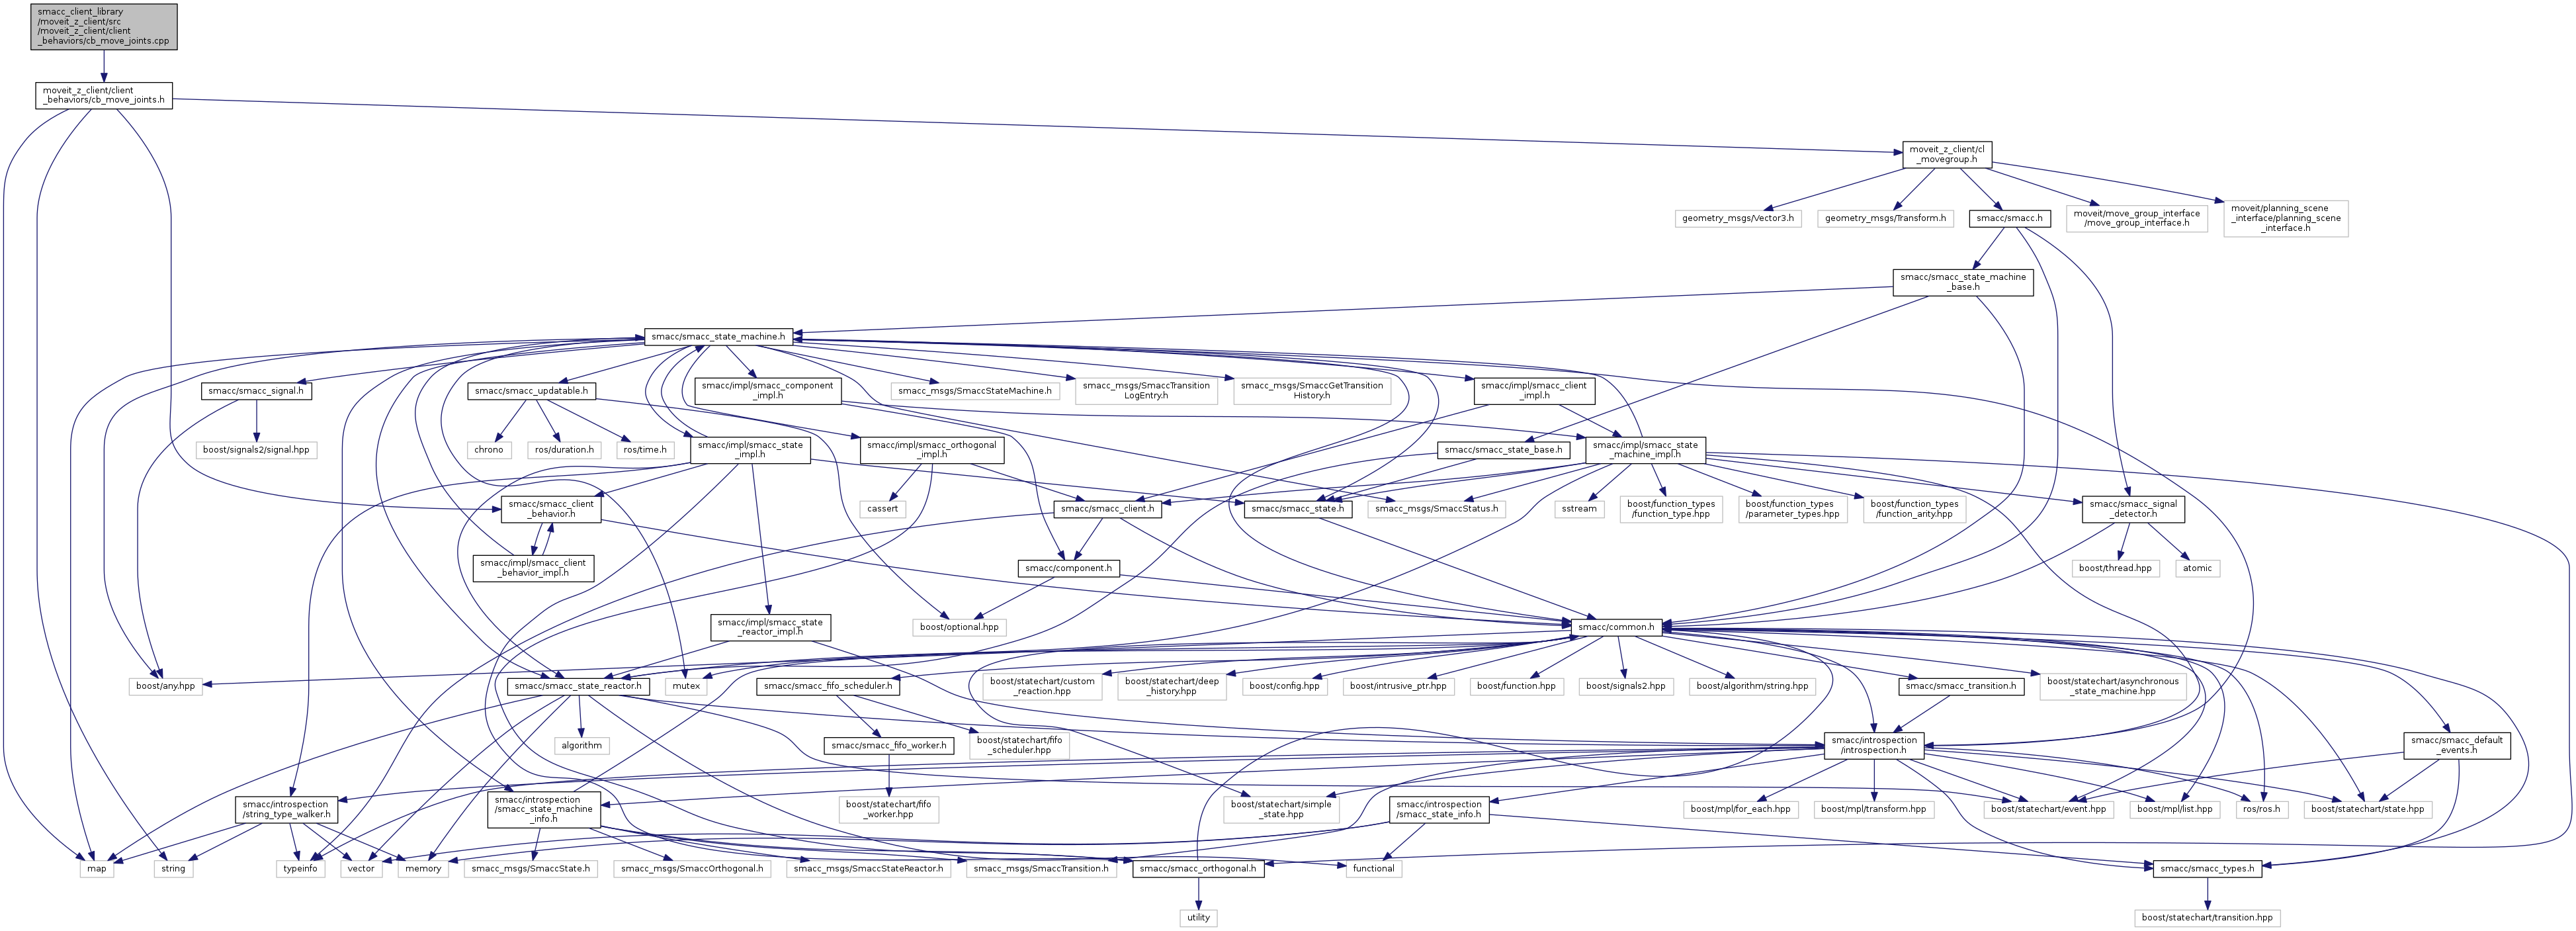 smacc_client_library
/moveit_z_client/src
/moveit_z_client/client
_behaviors/cb_move_joints.cpp
moveit_z_client/client
_behaviors/cb_move_joints.h
moveit_z_client/cl
_movegroup.h
geometry_msgs/Vector3.h
geometry_msgs/Transform.h
smacc/smacc.h
moveit/move_group_interface
/move_group_interface.h
moveit/planning_scene
_interface/planning_scene
_interface.h
smacc/smacc_state_machine
_base.h
smacc/smacc_state_machine.h
smacc/smacc_signal.h
smacc/smacc_updatable.h
smacc/impl/smacc_component
_impl.h
smacc_msgs/SmaccStateMachine.h
smacc_msgs/SmaccTransition
LogEntry.h
smacc_msgs/SmaccGetTransition
History.h
smacc/impl/smacc_client
_impl.h
boost/signals2/signal.hpp
chrono
ros/duration.h
ros/time.h
smacc/impl/smacc_state
_impl.h
smacc/impl/smacc_orthogonal
_impl.h
smacc/smacc_state_base.h
smacc/impl/smacc_state
_machine_impl.h
smacc/smacc_client
_behavior.h
cassert
smacc/smacc_client.h
smacc/smacc_state.h
smacc_msgs/SmaccStatus.h
sstream
boost/function_types
/function_type.hpp
boost/function_types
/parameter_types.hpp
boost/function_types
/function_arity.hpp
smacc/smacc_signal
_detector.h
smacc/impl/smacc_client
_behavior_impl.h
smacc/component.h
boost/thread.hpp
atomic
smacc/impl/smacc_state
_reactor_impl.h
boost/optional.hpp
smacc/common.h
boost/any.hpp
smacc/smacc_state_reactor.h
mutex
smacc/smacc_fifo_scheduler.h
boost/statechart/custom
_reaction.hpp
boost/statechart/deep
_history.hpp
boost/config.hpp
boost/intrusive_ptr.hpp
boost/function.hpp
boost/signals2.hpp
boost/algorithm/string.hpp
smacc/smacc_transition.h
boost/statechart/asynchronous
_state_machine.hpp
algorithm
smacc/smacc_fifo_worker.h
boost/statechart/fifo
_scheduler.hpp
smacc/introspection
/introspection.h
smacc/smacc_default
_events.h
smacc/introspection
/string_type_walker.h
smacc/introspection
/smacc_state_machine
_info.h
boost/statechart/fifo
_worker.hpp
boost/statechart/simple
_state.hpp
smacc/introspection
/smacc_state_info.h
boost/mpl/for_each.hpp
boost/mpl/transform.hpp
boost/statechart/event.hpp
boost/mpl/list.hpp
ros/ros.h
boost/statechart/state.hpp
map
string
typeinfo
vector
memory
smacc_msgs/SmaccState.h
smacc_msgs/SmaccOrthogonal.h
smacc_msgs/SmaccStateReactor.h
smacc_msgs/SmaccTransition.h
smacc/smacc_orthogonal.h
functional
smacc/smacc_types.h
utility
boost/statechart/transition.hpp